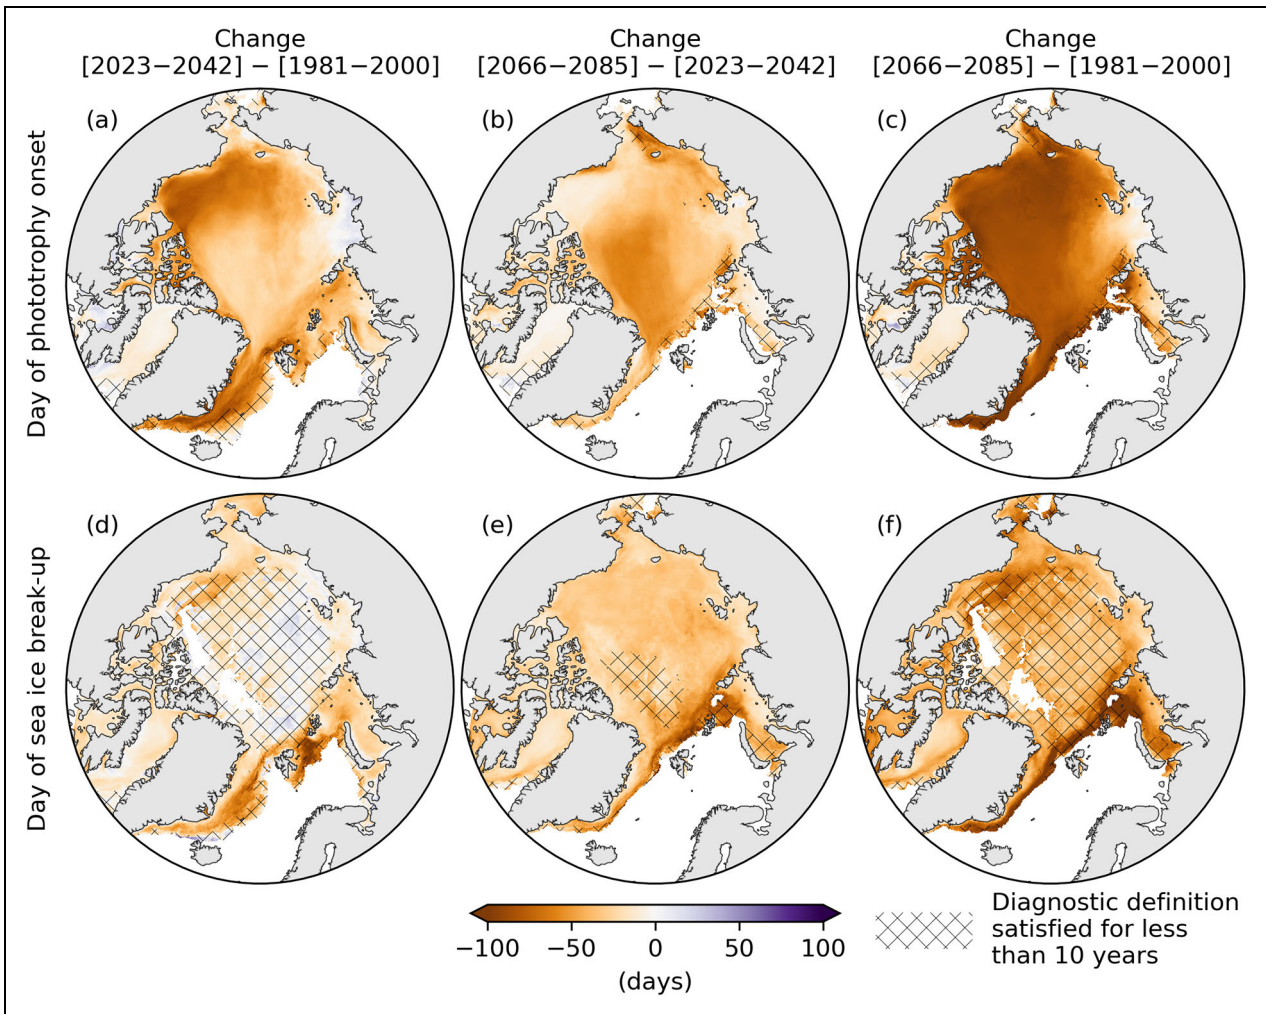 Change
[2023−2042] − [1981−2000]
Change
[2066−2085] − [2023−2042]
Change
[2066−2085] − [1981−2000]
Day of phototrophy onset
(a)
(b)
(c)
Day of sea ice break-up
(d)
(e)
(f)
−100
−50
0
50
100
(days)
Diagnostic definition
satisfied for less
than 10 years